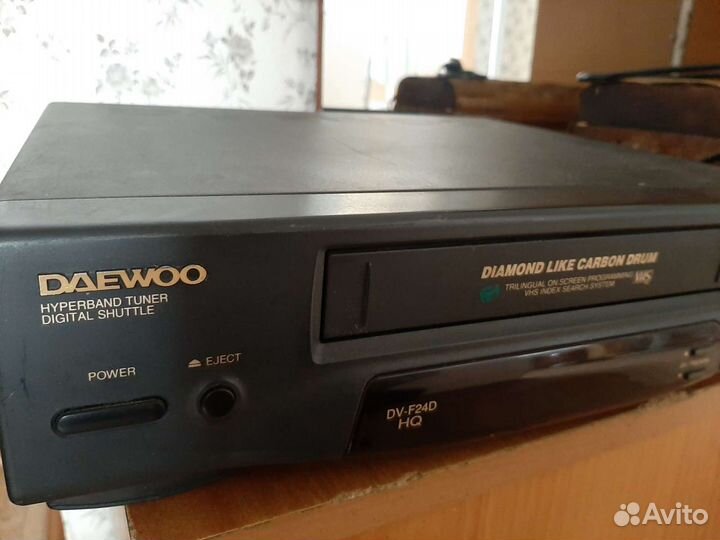 DAEWOO
HYPERBAND TUNER
DIGITAL SHUTTLE
POWER
EJECT
DIAMOND LIKE CARBON DRUM
TRILINGUAL ON SCREEN PROGRAMMING
VHS INDEX SEARCH SYSTEM
VHS
DV-F24D
HQ
Avito